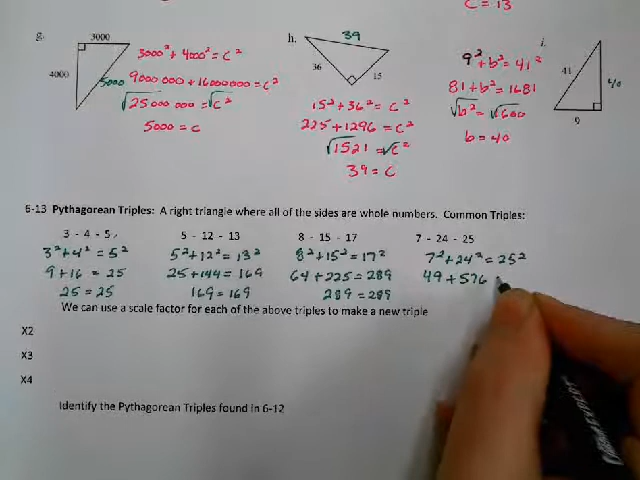 C = 13
g.
3000
4000
5000
3000² + 4000² = C²
9000000 + 16000000 = C²
√25000000 = √C²
5000 = C
h.
39
36
15
15² + 36² = C²
225 + 1296 = C²
√1521 = √C²
39 = C
i.
41
40
9
9² + b² = 41²
81 + b² = 1681
√b² = √1600
b = 40
6-13 Pythagorean Triples: A right triangle where all of the sides are whole numbers. Common Triples:
3 - 4 - 5 5 - 12 - 13 8 - 15 - 17 7 - 24 - 25
3² + 4² = 5² 5² + 12² = 13² 8² + 15² = 17² 7² + 24² = 25²
9 + 16 = 25 25 + 144 = 169 64 + 225 = 289 49 + 576
25 = 25 169 = 169 289 = 289
We can use a scale factor for each of the above triples to make a new triple
X2
X3
X4
Identify the Pythagorean Triples found in 6-12